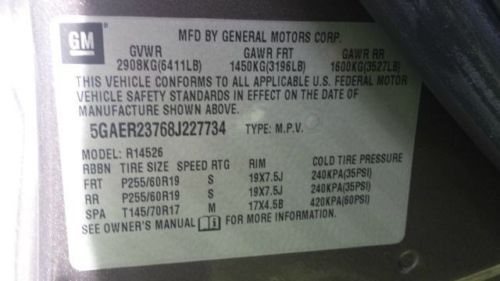 GM
MFD BY GENERAL MOTORS CORP.
GVWR GAWR FRT GAWR RR
2908KG(6411LB) 1450KG(3196LB) 1600KG(3527LB)
THIS VEHICLE CONFORMS TO ALL APPLICABLE U.S. FEDERAL MOTOR
VEHICLE SAFETY STANDARDS IN EFFECT ON THE DATE OF
MANUFACTURE SHOWN ABOVE.
5GAER23768J227734 TYPE: M.P.V.
MODEL: R14526
RBBN TIRE SIZE SPEED RTG RIM COLD TIRE PRESSURE
FRT P255/60R19 S 19X7.5J 240KPA(35PSI)
RR P255/60R19 S 19X7.5J 240KPA(35PSI)
SPA T145/70R17 M 17X4.5B 420KPA(60PSI)
SEE OWNER'S MANUAL i FOR MORE INFORMATION.